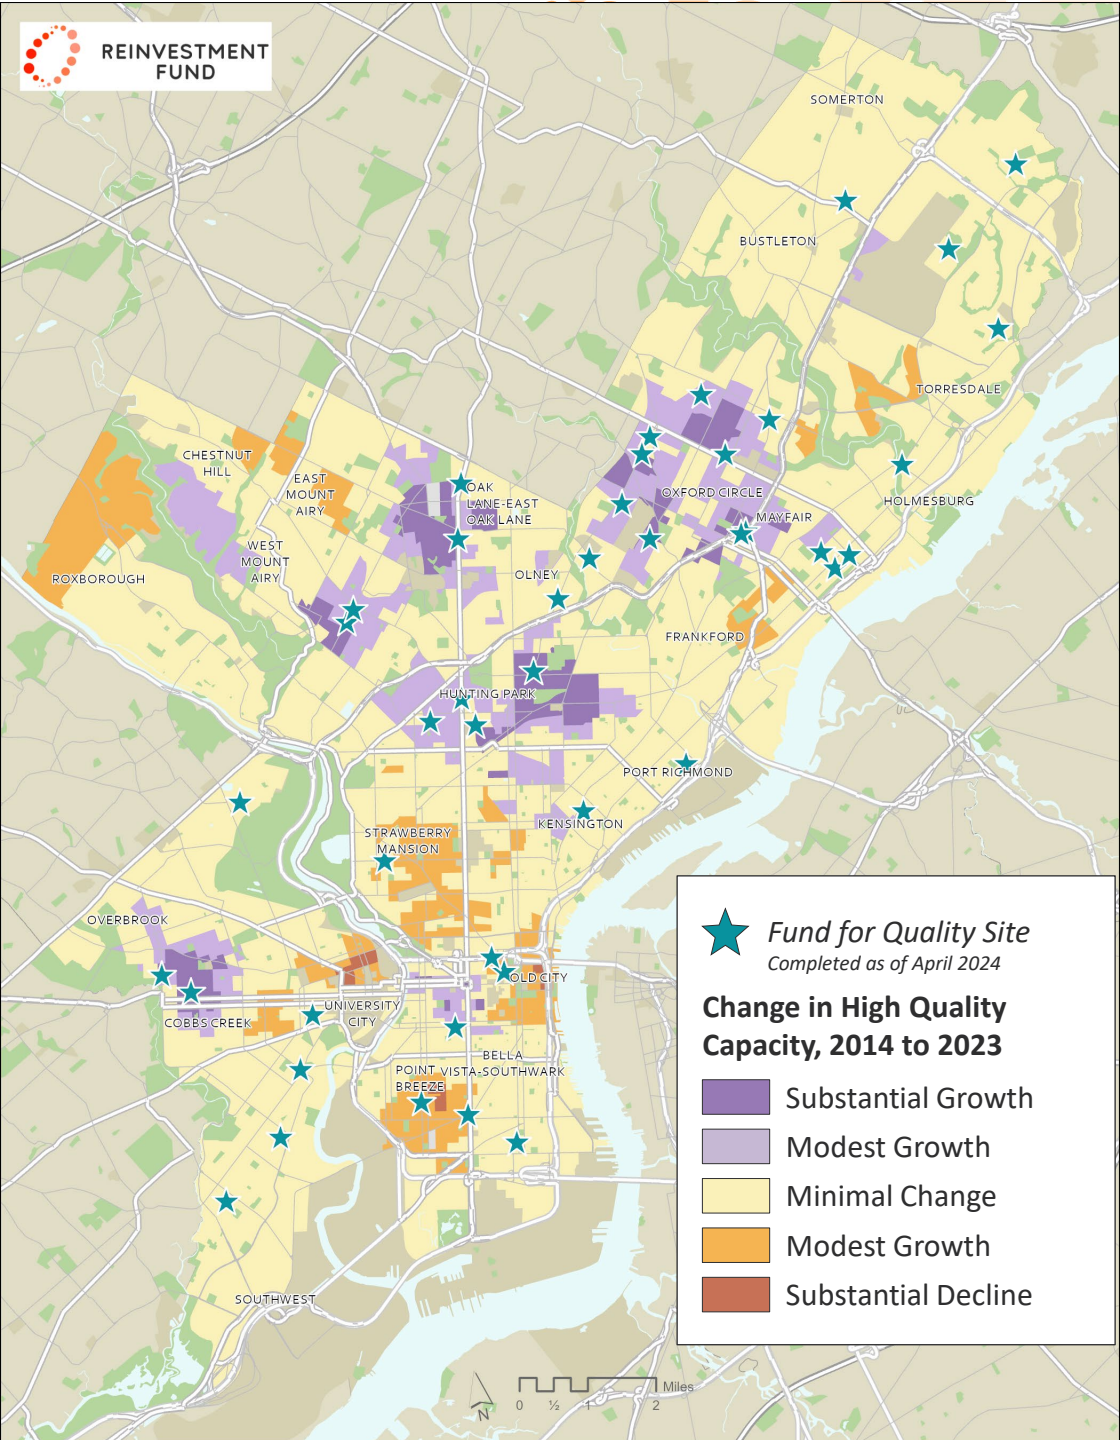 REINVESTMENT
FUND
SOMERTON
BUSTLETON
TORRESDALE
CHESTNUT
HILL
EAST
MOUNT
AIRY
OAK
LANE-EAST
OAK LANE
OXFORD CIRCLE
HOLMESBURG
MAYFAIR
WEST
MOUNT
AIRY
ROXBOROUGH
OLNEY
FRANKFORD
HUNTING PARK
PORT RICHMOND
KENSINGTON
STRAWBERRY
MANSION
OVERBROOK
OLD CITY
UNIVERSITY
CITY
COBBS CREEK
BELLA
VISTA-SOUTHWARK
POINT
BREEZE
SOUTHWEST
Fund for Quality Site
Completed as of April 2024
Change in High Quality
Capacity, 2014 to 2023
Substantial Growth
Modest Growth
Minimal Change
Modest Growth
Substantial Decline
N
Miles
0 ½ 1 2